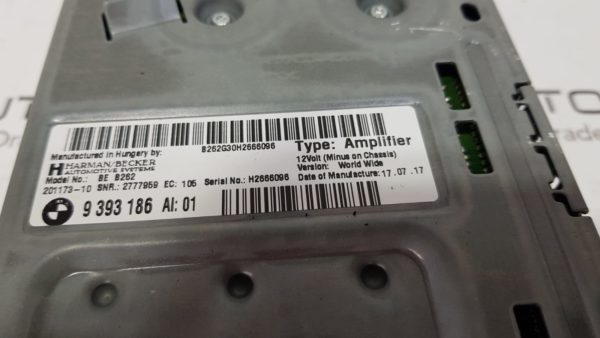 Manufactured in Hungary by:
HARMAN/BECKER
AUTOMOTIVE SYSTEMS
Model No.: BE 8262
201173-10 SNR.: 2777959 EC: 105
9 393 186 AI: 01
B262G30H2666096
Serial No.: H2666096
Type: Amplifier
12Volt (Minus on Chassis)
Version: World Wide
Date of Manufacture: 17.07.17